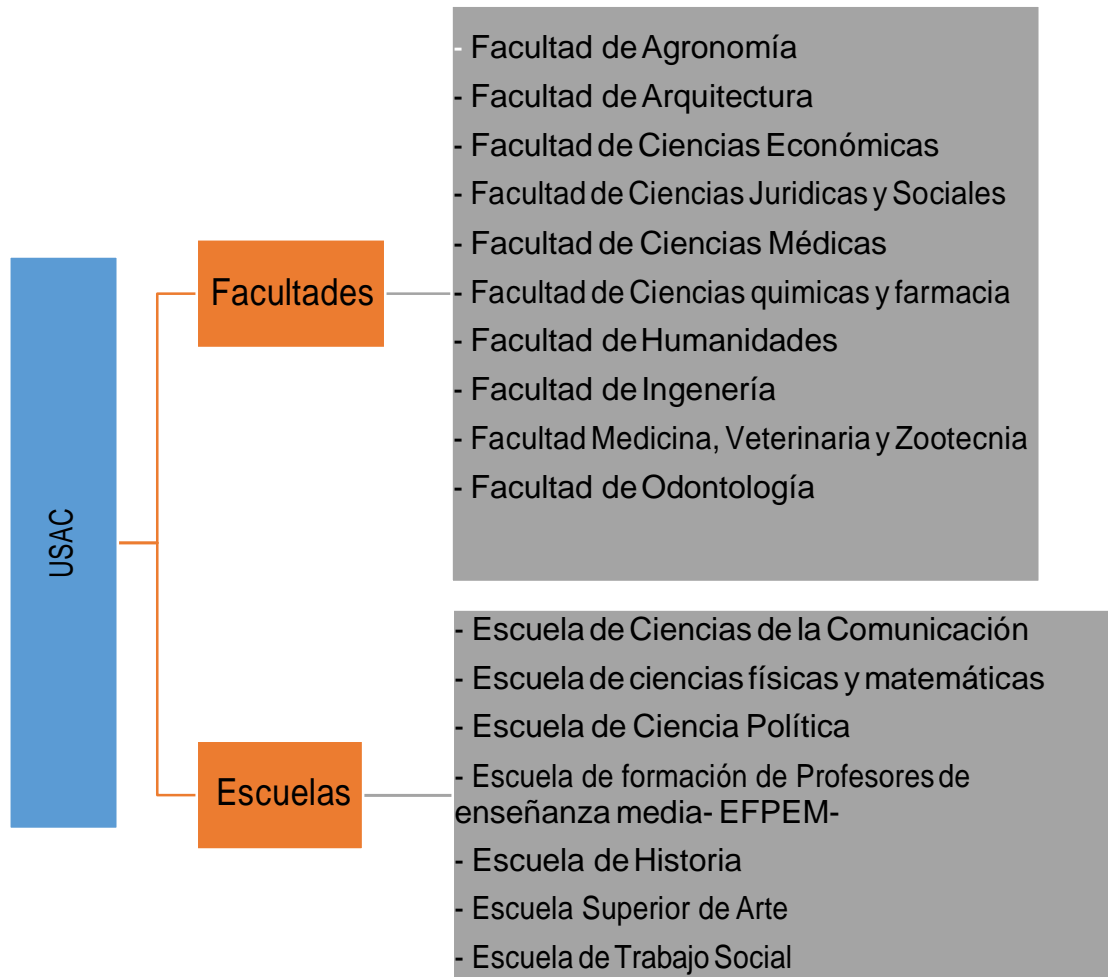 USAC
Facultades
- Facultad de Agronomía
- Facultad de Arquitectura
- Facultad de Ciencias Económicas
- Facultad de Ciencias Juridicas y Sociales
- Facultad de Ciencias Médicas
- Facultad de Ciencias quimicas y farmacia
- Facultad de Humanidades
- Facultad de Ingenería
- Facultad Medicina, Veterinaria y Zootecnia
- Facultad de Odontología
Escuelas
- Escuela de Ciencias de la Comunicación
- Escuela de ciencias físicas y matemáticas
- Escuela de Ciencia Política
- Escuela de formación de Profesores de
enseñanza media- EFPEM-
- Escuela de Historia
- Escuela Superior de Arte
- Escuela de Trabajo Social